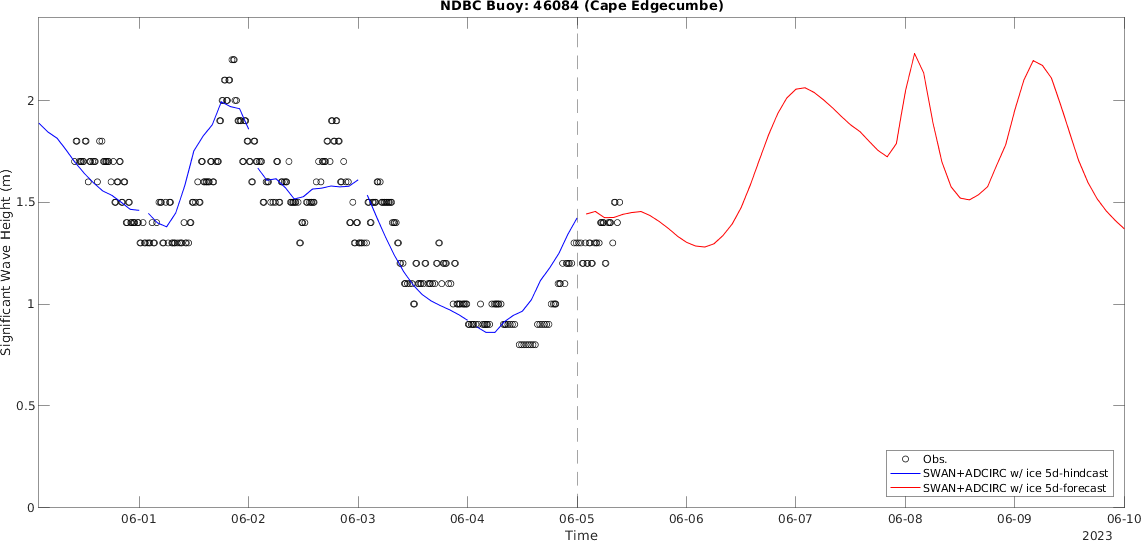 NDBC Buoy: 46084 (Cape Edgecumbe)
Significant Wave Height (m)
2
1.5
1
0.5
0
Obs.
SWAN+ADCIRC w/ ice 5d-hindcast
SWAN+ADCIRC w/ ice 5d-forecast
06-01 06-02 06-03 06-04 06-05 06-06 06-07 06-08 06-09 06-10
Time
2023